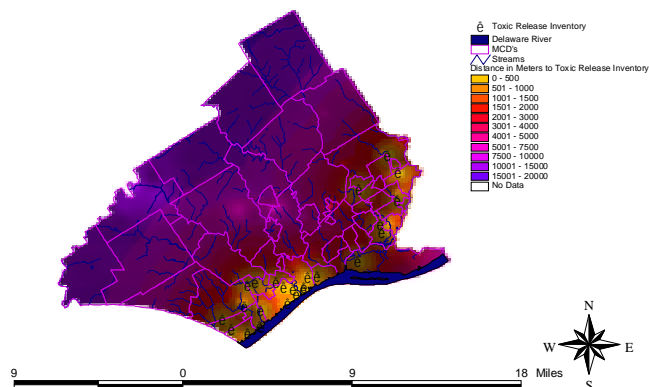 ê Toxic Release Inventory
Delaware River
MCD's
Streams
Distance in Meters to Toxic Release Inventory
0 - 500
501 - 1000
1001 - 1500
1501 - 2000
2001 - 3000
3001 - 4000
4001 - 5000
5001 - 7500
7500 - 10000
10001 - 15000
15001 - 20000
No Data
N
W E
S
9 0 9 18 Miles